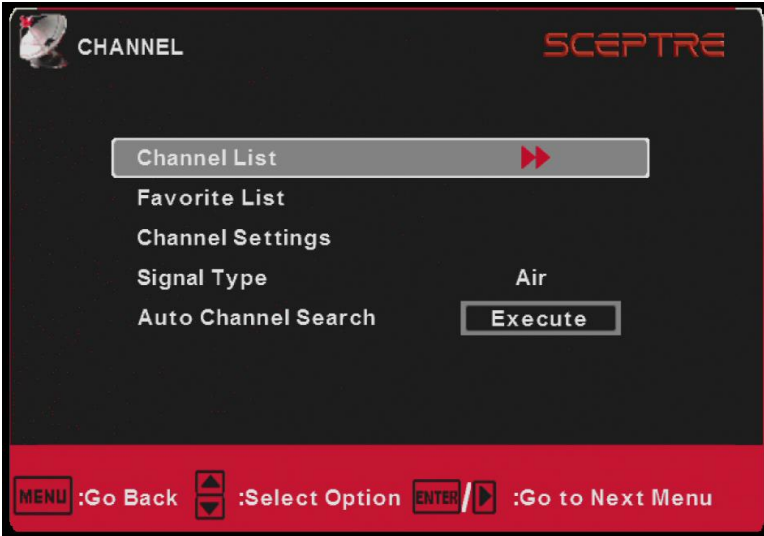 CHANNEL SCEPTRE
Channel List
Favorite List
Channel Settings
Signal Type Air
Auto Channel Search Execute
MENU :Go Back :Select Option ENTER/ :Go to Next Menu